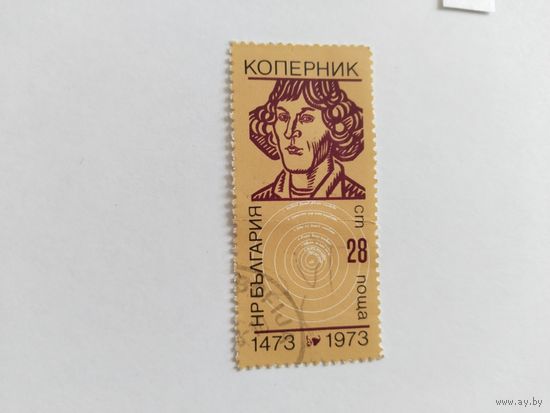 КОПЕРНИК
НР БЪЛГАРИЯ
ст
28
поща
1473 1973
www.ay.by